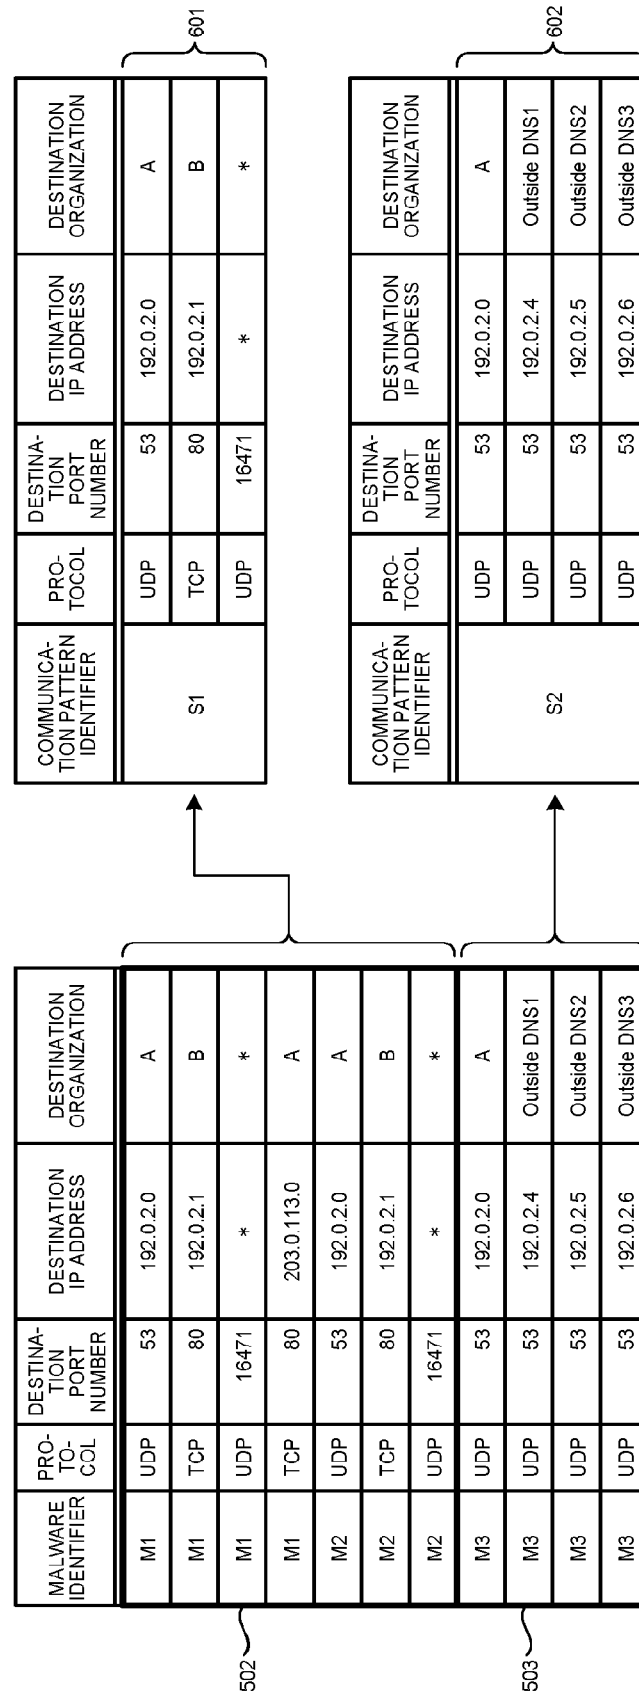 MALWARE IDENTIFIER | PRO-TO-COL | DESTINA-TION PORT NUMBER | DESTINATION IP ADDRESS | DESTINATION ORGANIZATION
M1 | UDP | 53 | 192.0.2.0 | A
M1 | TCP | 80 | 192.0.2.1 | B
M1 | UDP | 16471 | * | *
M1 | TCP | 80 | 203.0.113.0 | A
M2 | UDP | 53 | 192.0.2.0 | A
M2 | TCP | 80 | 192.0.2.1 | B
M2 | UDP | 16471 | * | *
M3 | UDP | 53 | 192.0.2.0 | A
M3 | UDP | 53 | 192.0.2.4 | Outside DNS1
M3 | UDP | 53 | 192.0.2.5 | Outside DNS2
M3 | UDP | 53 | 192.0.2.6 | Outside DNS3
502
503
COMMUNICA-TION PATTERN IDENTIFIER | PRO-TOCOL | DESTINA-TION PORT NUMBER | DESTINATION IP ADDRESS | DESTINATION ORGANIZATION
S1 | UDP | 53 | 192.0.2.0 | A
TCP | 80 | 192.0.2.1 | B
UDP | 16471 | * | *
601
COMMUNICA-TION PATTERN IDENTIFIER | PRO-TOCOL | DESTINA-TION PORT NUMBER | DESTINATION IP ADDRESS | DESTINATION ORGANIZATION
S2 | UDP | 53 | 192.0.2.0 | A
UDP | 53 | 192.0.2.4 | Outside DNS1
UDP | 53 | 192.0.2.5 | Outside DNS2
UDP | 53 | 192.0.2.6 | Outside DNS3
602